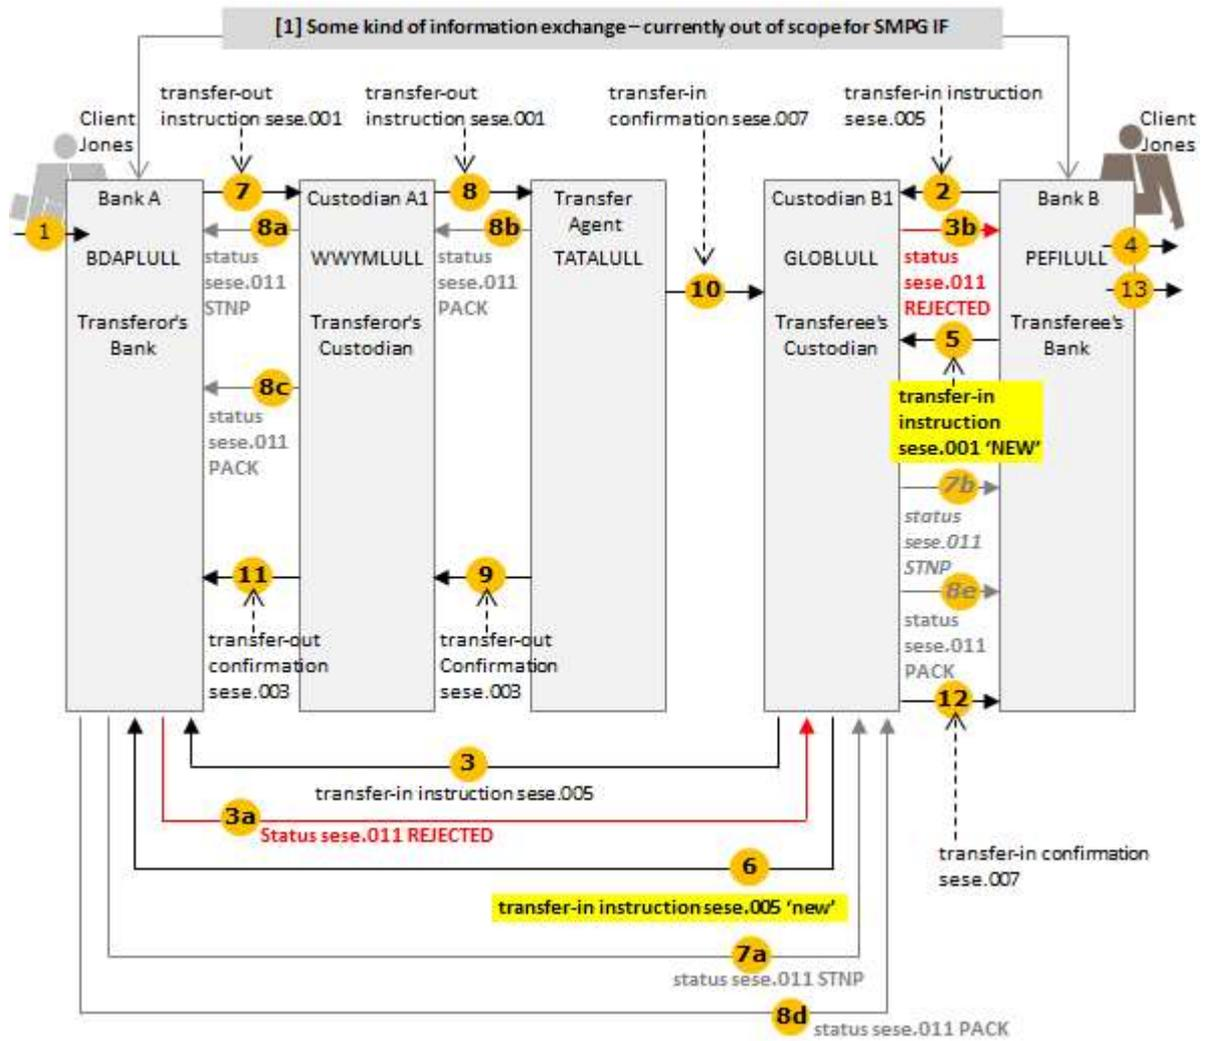 [1] Some kind of information exchange – currently out of scope for SMPG IF
Client
Jones
transfer-out
instruction sese.001
transfer-out
instruction sese.001
transfer-in
confirmation sese.007
transfer-in instruction
sese.005
Client
Jones
1
Bank A
BDAPLULL
Transferor's
Bank
7
8a
status
sese.011
STNP
8c
status
sese.011
PACK
11
transfer-out
confirmation
sese.003
Custodian A1
WWYMLULL
Transferor's
Custodian
8
8b
status
sese.011
PACK
9
transfer-out
Confirmation
sese.003
Transfer
Agent
TATALULL
10
Custodian B1
GLOBLULL
Transferee's
Custodian
2
3b
status
sese.011
REJECTED
5
transfer-in
instruction
sese.001 ‘NEW’
7b
status
sese.011
STNP
8e
status
sese.011
PACK
12
Bank B
PEFILULL
Transferee's
Bank
4
13
3
transfer-in instruction sese.005
3a
Status sese.011 REJECTED
6
transfer-in instruction sese.005 ‘new’
transfer-in confirmation
sese.007
7a
status sese.011 STNP
8d
status sese.011 PACK